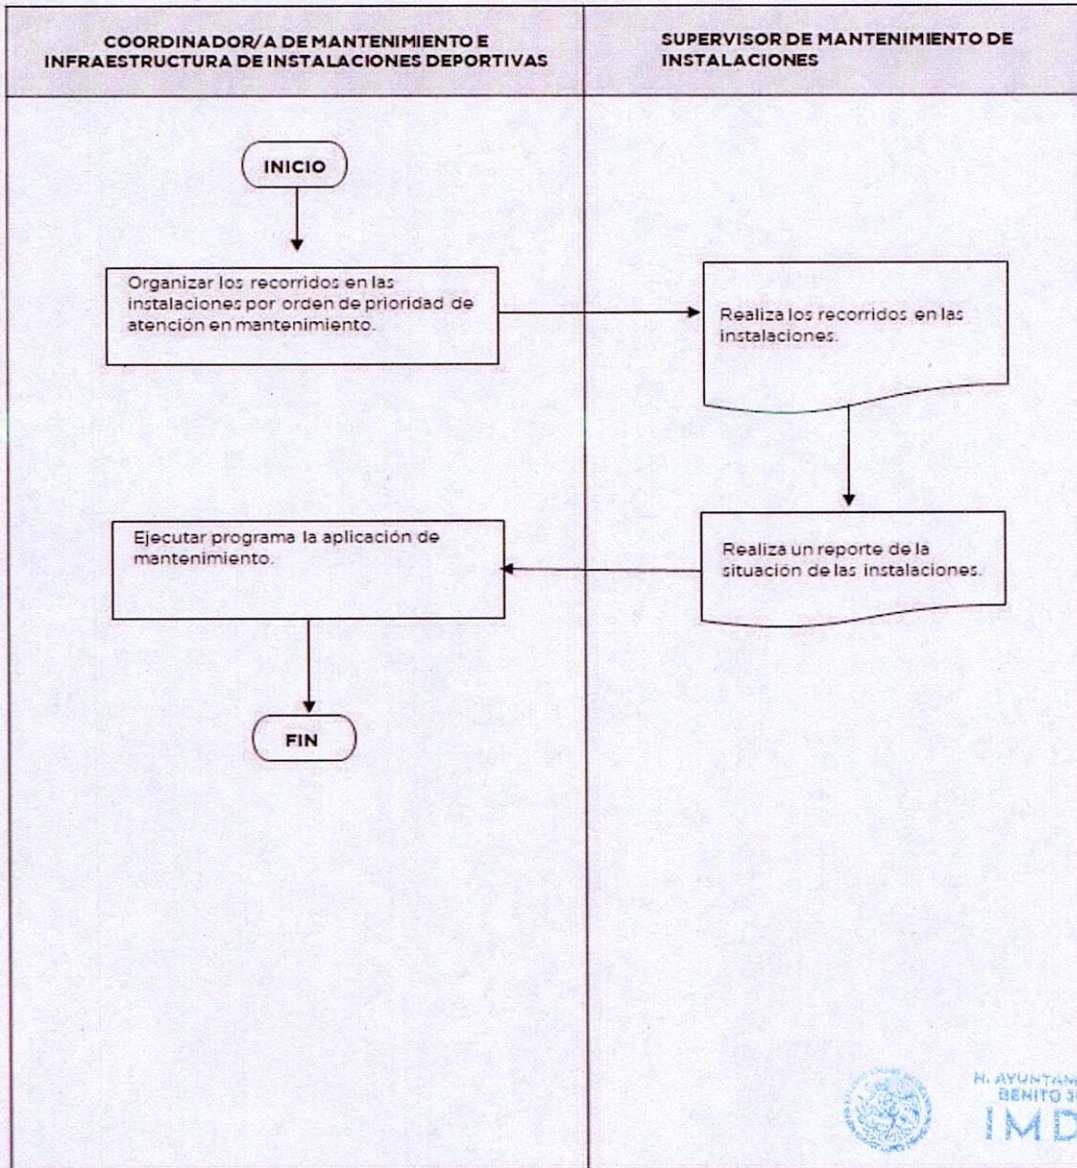 COORDINADOR/A DE MANTENIMIENTO E
INFRAESTRUCTURA DE INSTALACIONES DEPORTIVAS
SUPERVISOR DE MANTENIMIENTO DE
INSTALACIONES
INICIO
Organizar los recorridos en las
instalaciones por orden de prioridad de
atención en mantenimiento.
Realiza los recorridos en las
instalaciones.
Ejecutar programa la aplicación de
mantenimiento.
Realiza un reporte de la
situación de las instalaciones.
FIN
H.
BENITO